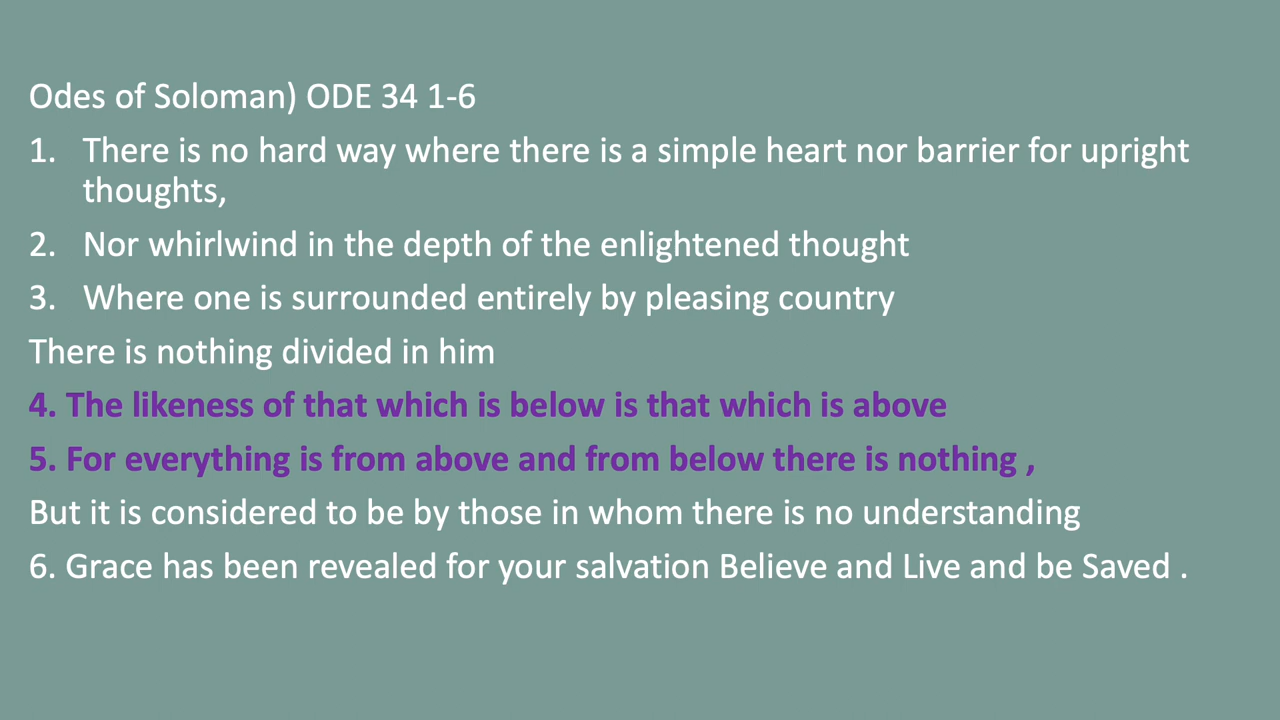 Odes of Soloman) ODE 34 1-6
1. There is no hard way where there is a simple heart nor barrier for upright
thoughts,
2. Nor whirlwind in the depth of the enlightened thought
3. Where one is surrounded entirely by pleasing country
There is nothing divided in him
4. The likeness of that which is below is that which is above
5. For everything is from above and from below there is nothing ,
But it is considered to be by those in whom there is no understanding
6. Grace has been revealed for your salvation Believe and Live and be Saved .